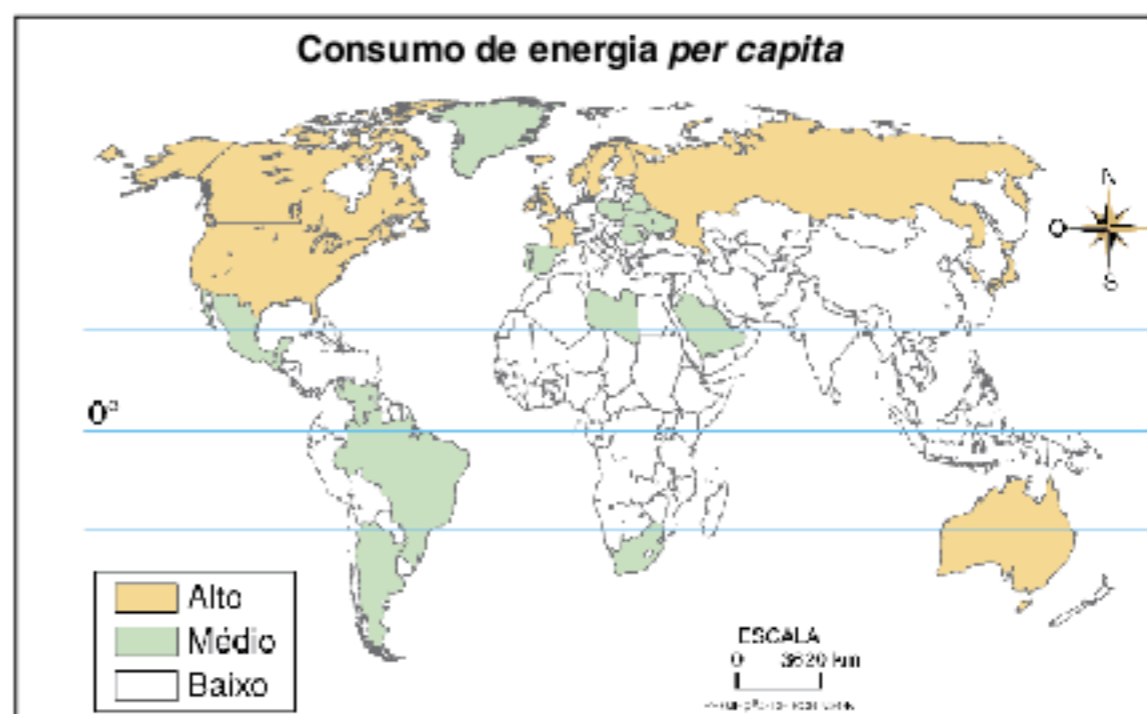 Consumo de energia per capita
N
O
S
0°
Alto
Médio
Baixo
ESCALA
0 3620 km